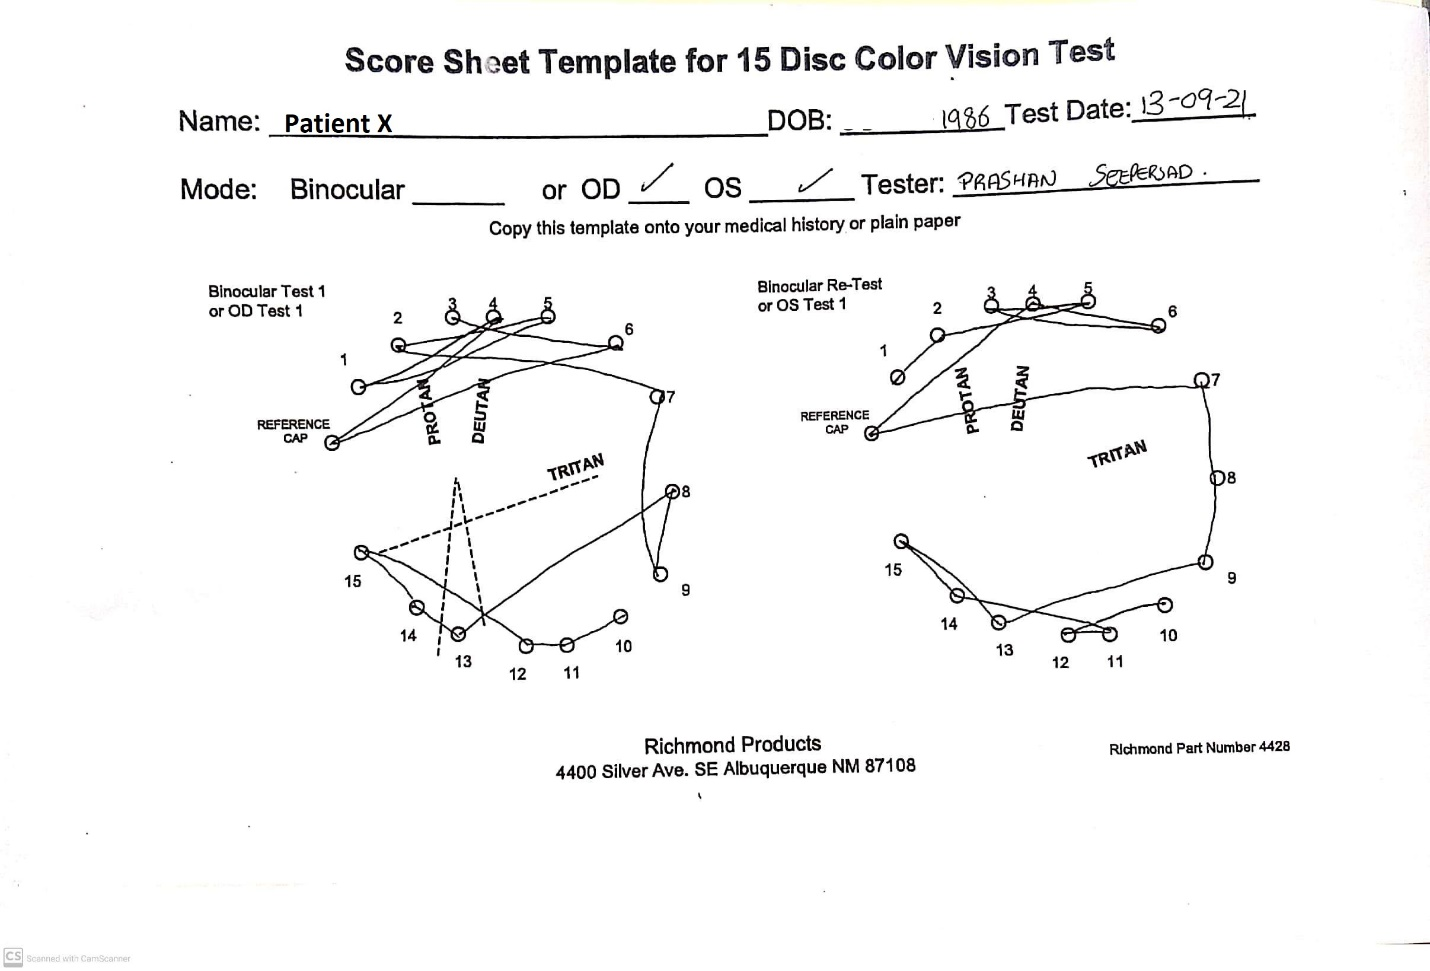 Score Sheet Template for 15 Disc Color Vision Test
Name: Patient X DOB: 1986 Test Date: 13-09-21
Mode: Binocular or OD ✓ OS ✓ Tester: PRASHAN SEEPERSAD.
Copy this template onto your medical history or plain paper
Binocular Test 1
or OD Test 1
1
2
3
4
5
6
7
8
9
10
11
12
13
14
15
REFERENCE
CAP
PROTAN
DEUTAN
TRITAN
Binocular Re-Test
or OS Test 1
1
2
3
4
5
6
7
8
9
10
11
12
13
14
15
REFERENCE
CAP
PROTAN
DEUTAN
TRITAN
Richmond Products
4400 Silver Ave. SE Albuquerque NM 87108
Richmond Part Number 4428
CS Scanned with CamScanner